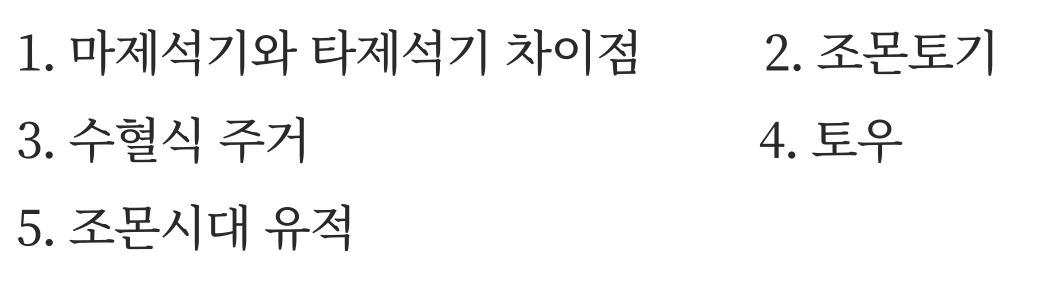 1. 마제석기와 타제석기 차이점 2. 조몬토기
3. 수혈식 주거 4. 토우
5. 조몬시대 유적